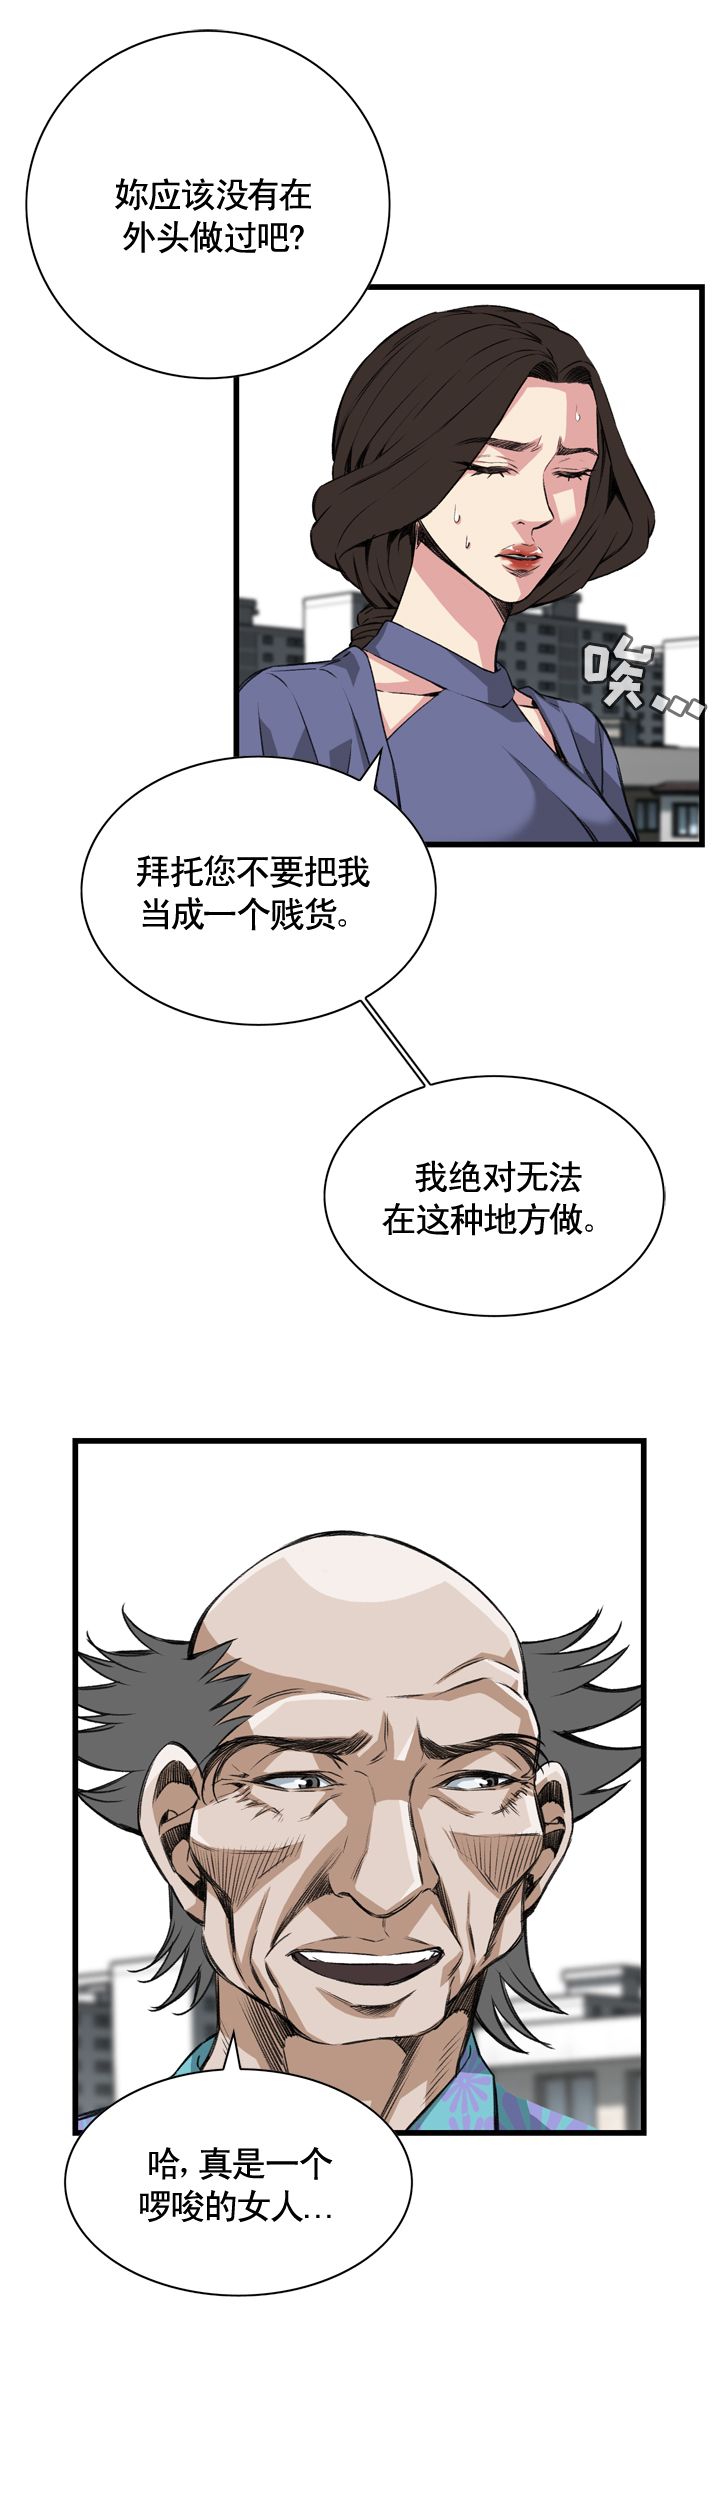 妳应该没有在
外头做过吧?
唉...
拜托您不要把我
当成一个贱货。
我绝对无法
在这种地方做。
哈,真是一个
啰唆的女人...